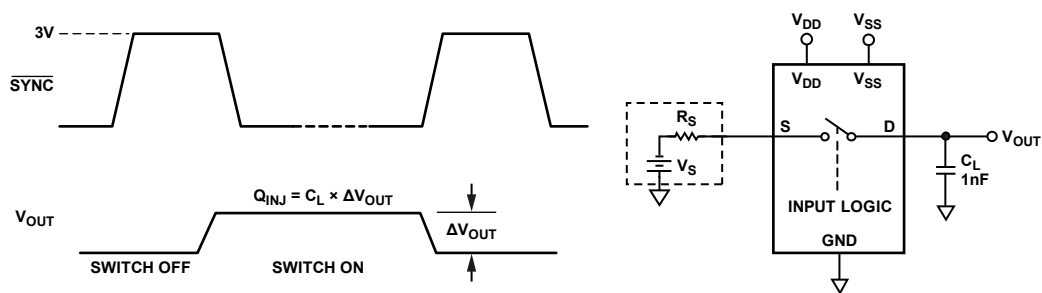 3V
SYNC
V_OUT
Q_INJ = C_L × ΔV_OUT
ΔV_OUT
SWITCH OFF
SWITCH ON
V_DD
V_SS
V_DD
V_SS
R_S
V_S
S
D
V_OUT
C_L
1nF
INPUT LOGIC
GND